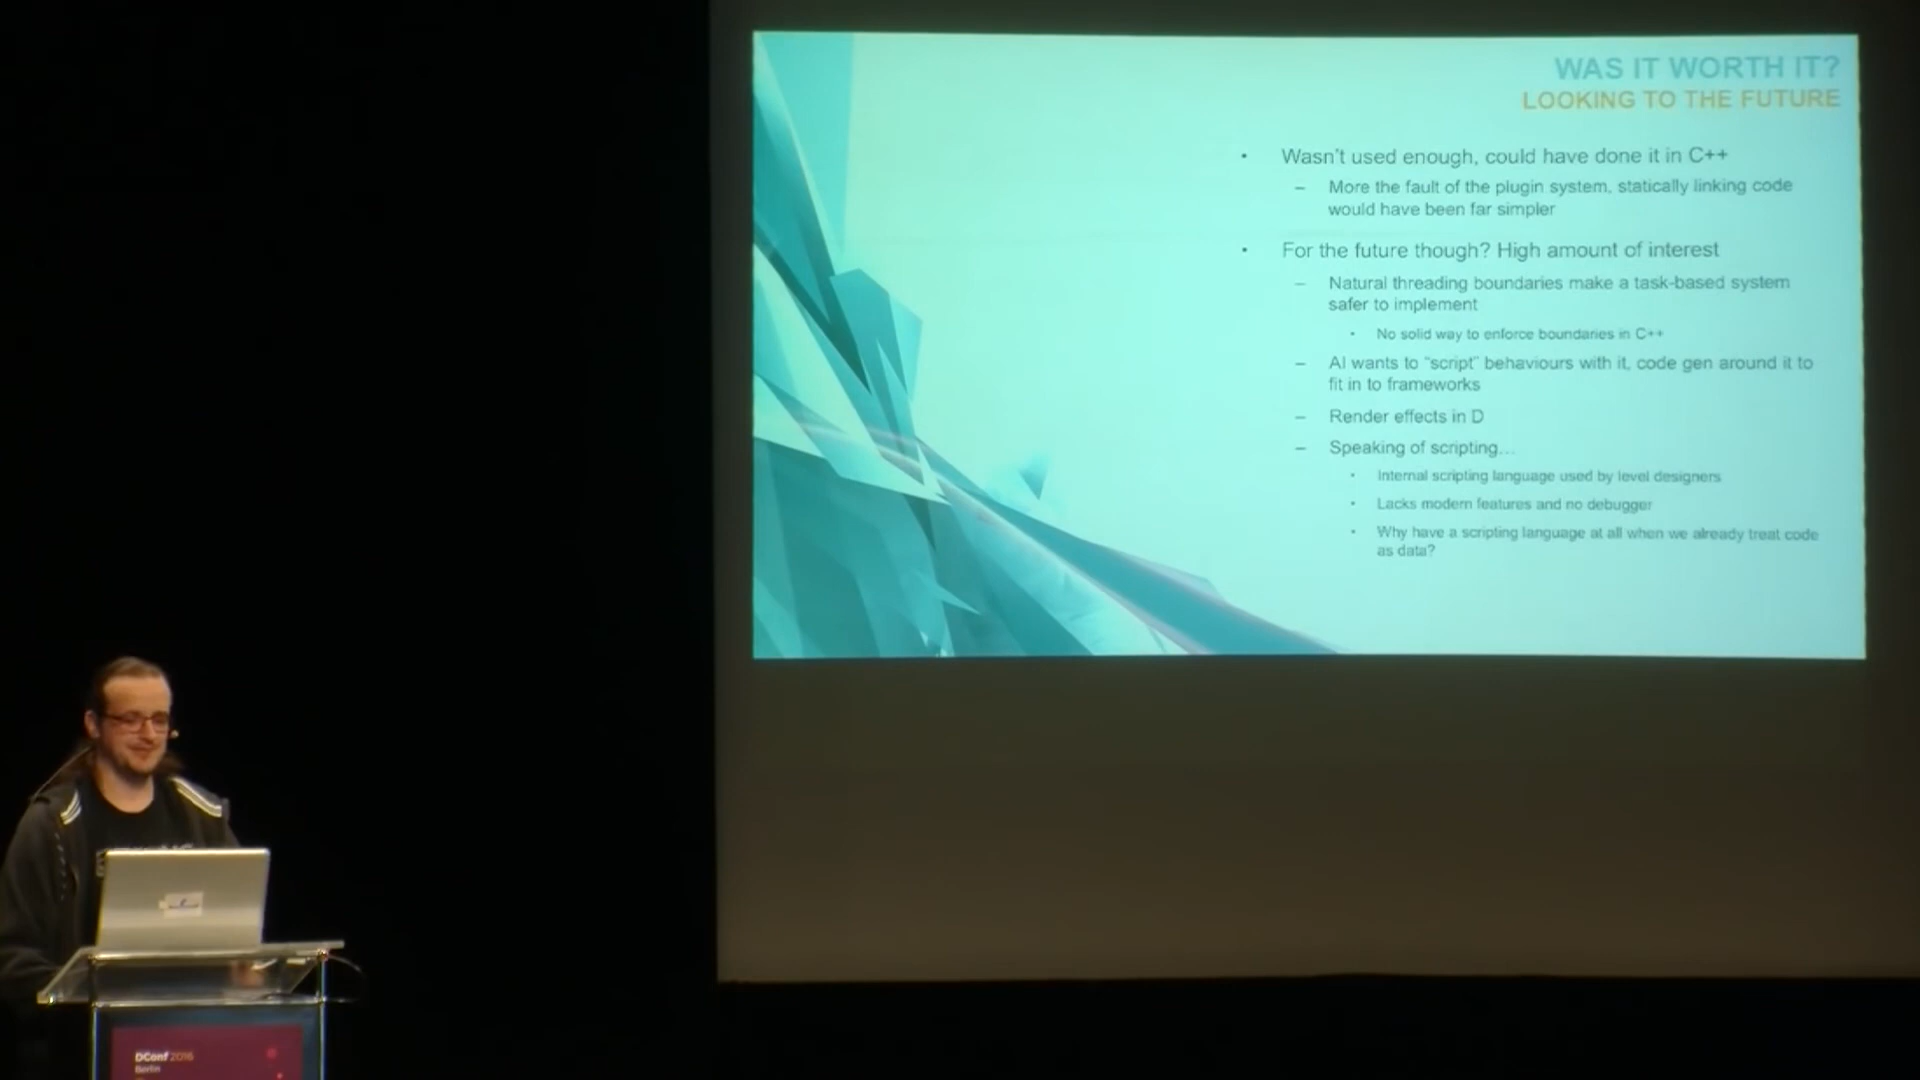 WAS IT WORTH IT?
LOOKING TO THE FUTURE
• Wasn't used enough, could have done it in C++
– More the fault of the plugin system, statically linking code
would have been far simpler
• For the future though? High amount of interest
– Natural threading boundaries make a task-based system
safer to implement
• No solid way to enforce boundaries in C++
– AI wants to "script" behaviours with it, code gen around it to
fit in to frameworks
– Render effects in D
– Speaking of scripting…
• Internal scripting language used by level designers
• Lacks modern features and no debugger
• Why have a scripting language at all when we already treat code
as data?
DConf 2016
Berlin